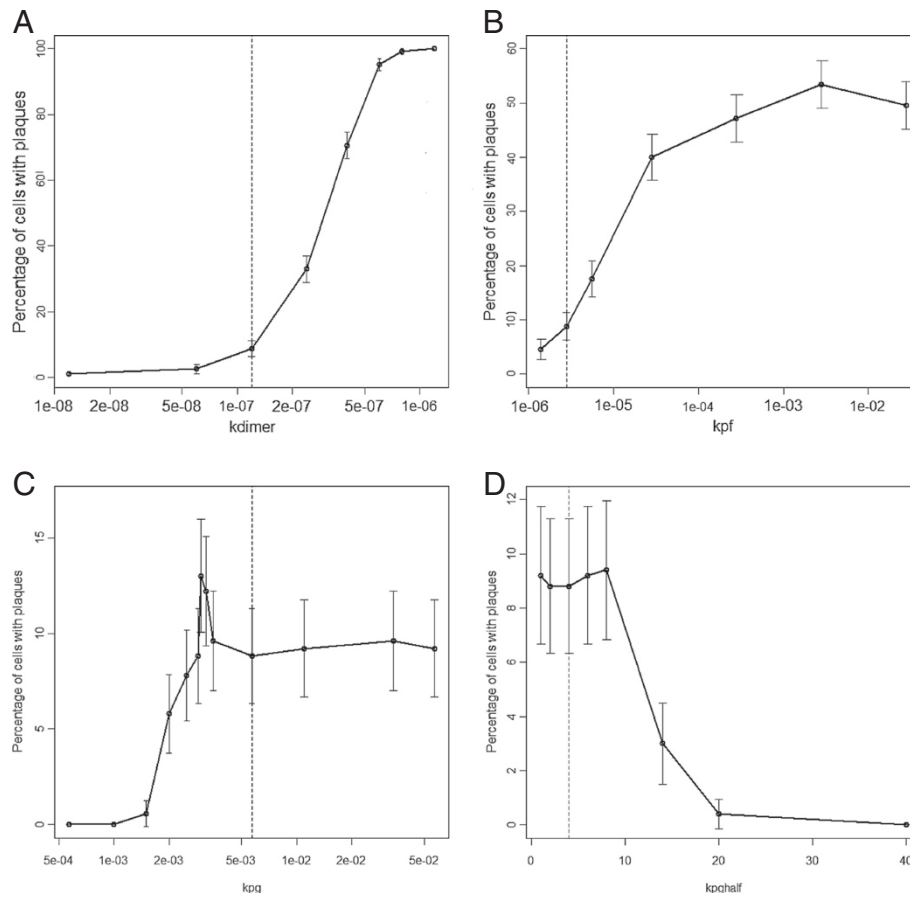 A
Percentage of cells with plaques
100
80
60
40
20
0
1e-08 2e-08 5e-08 1e-07 2e-07 5e-07 1e-06
kdimer
B
Percentage of cells with plaques
60
50
40
30
20
10
0
1e-06 1e-05 1e-04 1e-03 1e-02
kpf
C
Percentage of cells with plaques
15
10
5
0
5e-04 1e-03 2e-03 5e-03 1e-02 2e-02 5e-02
kpg
D
Percentage of cells with plaques
12
10
8
6
4
2
0
0 10 20 30 40
kpghalf